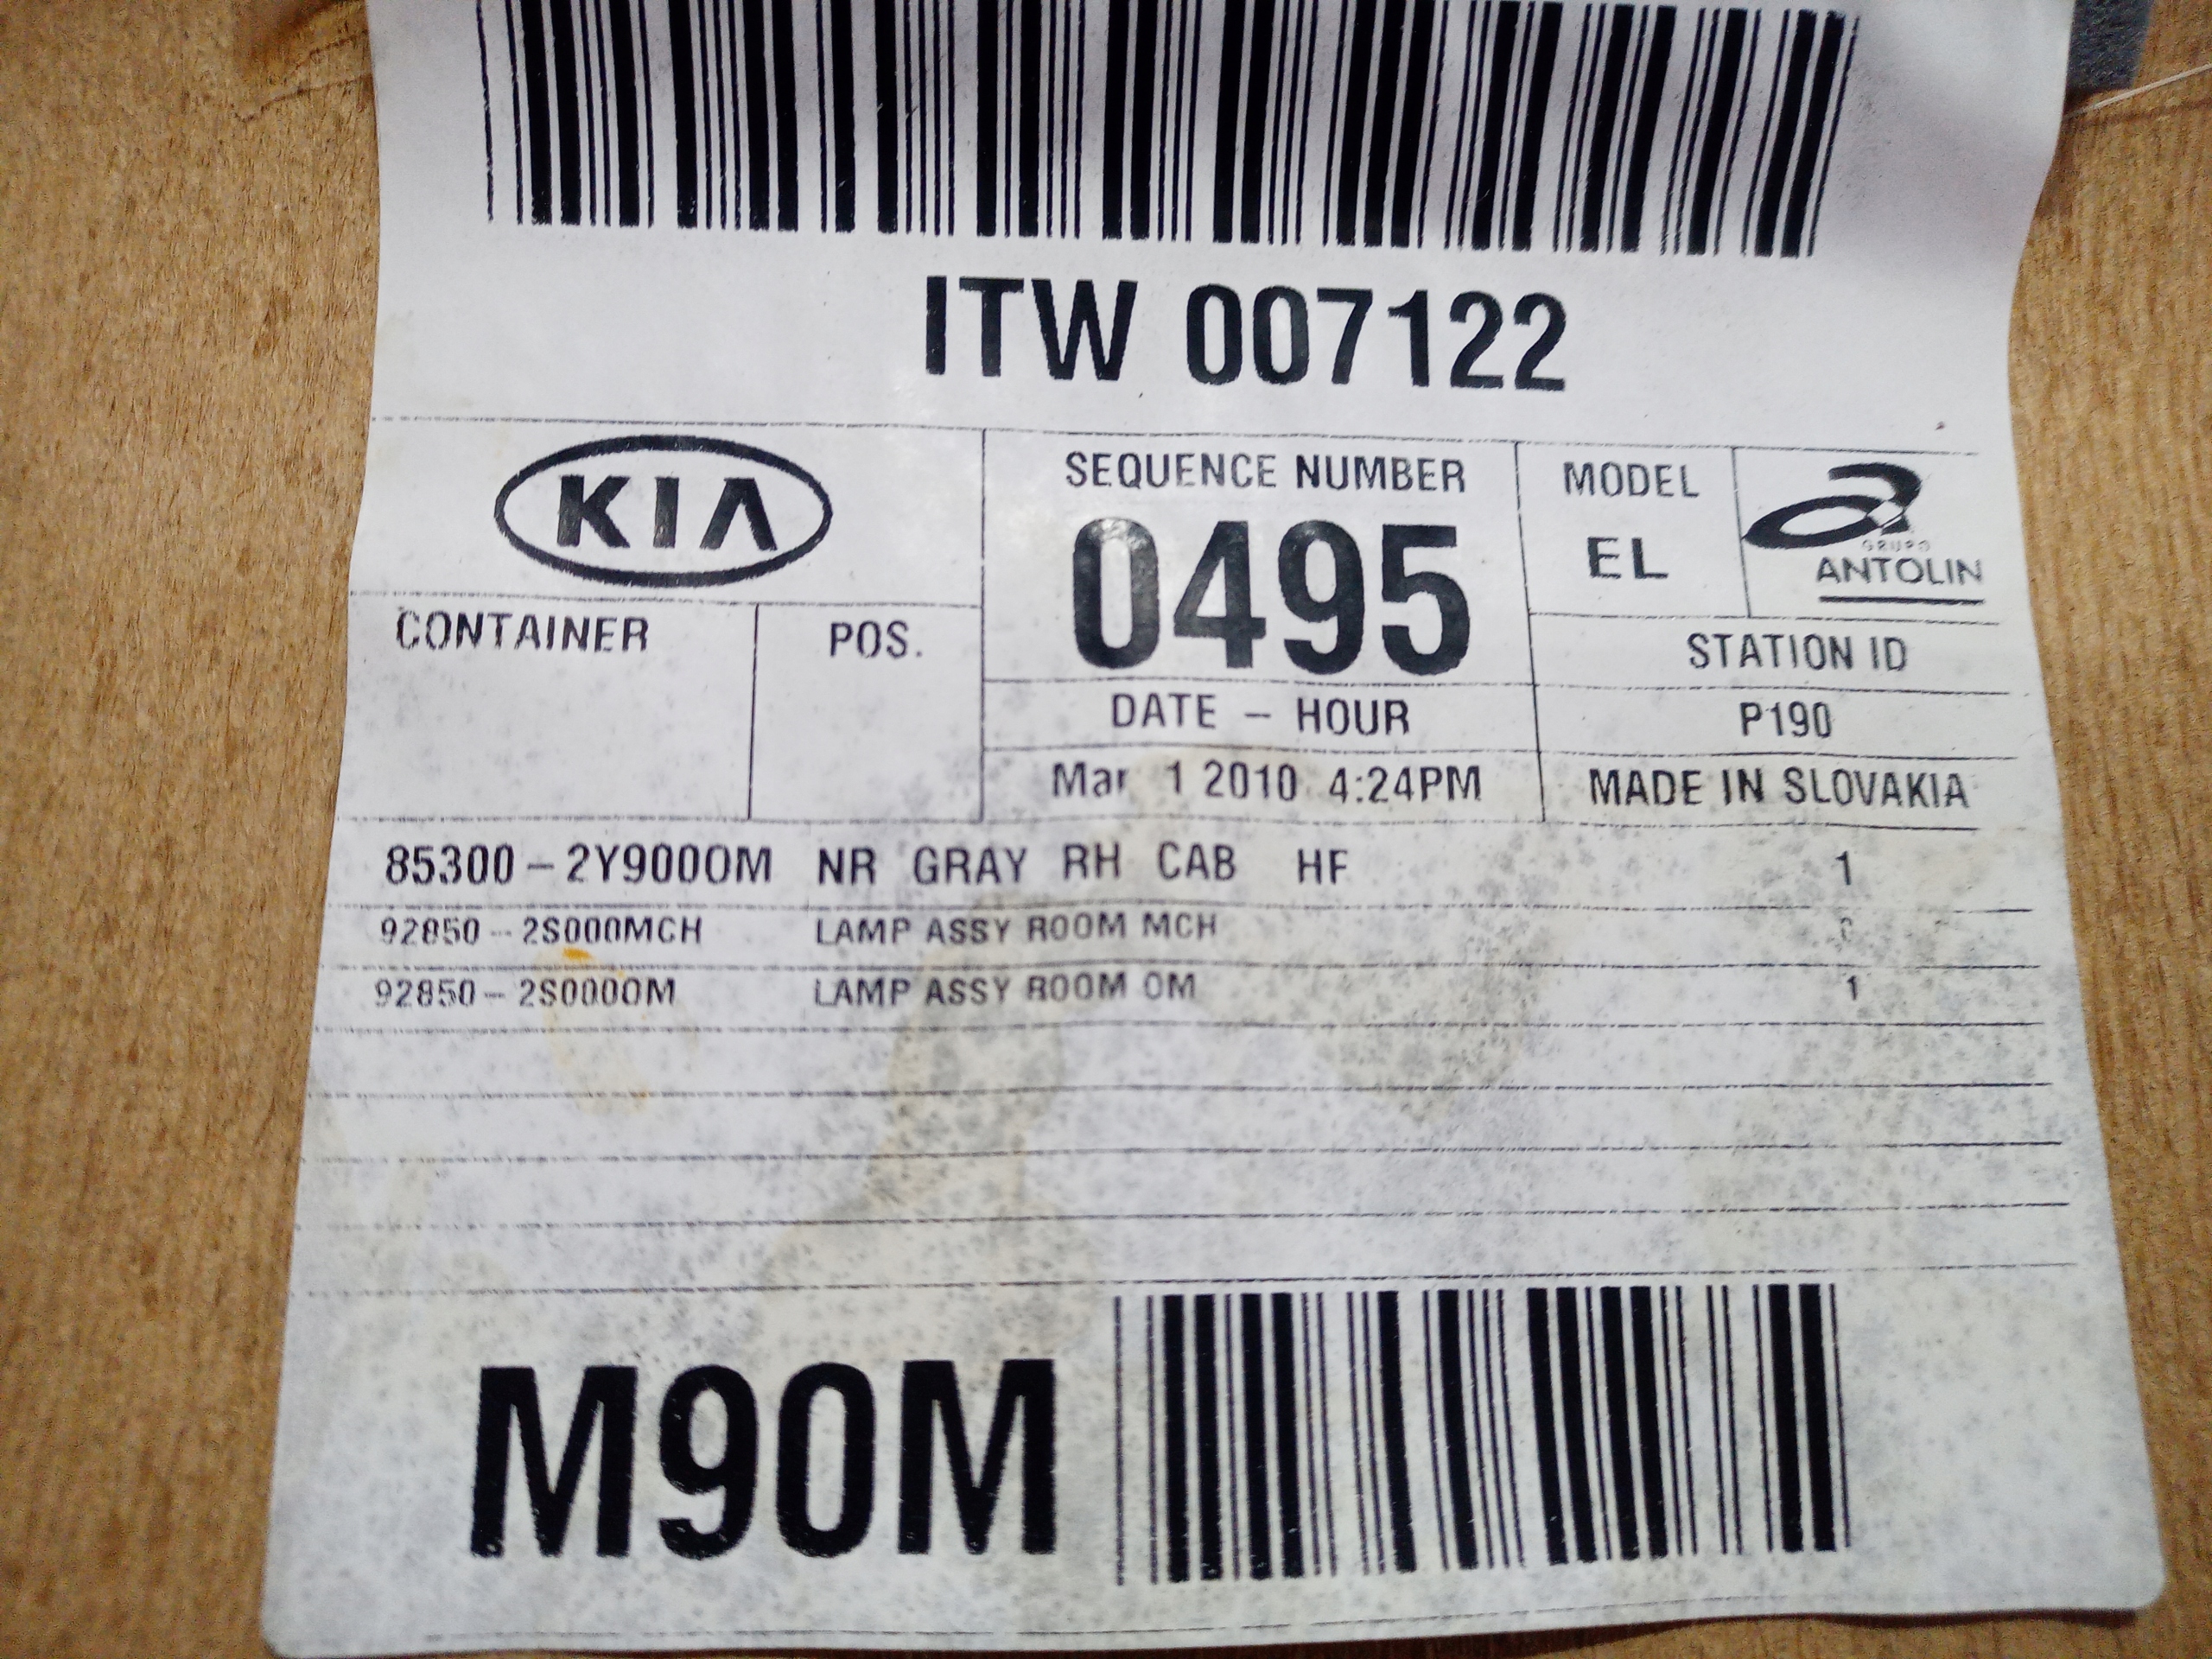 ITW 007122
KIA
SEQUENCE NUMBER
0495
MODEL
EL
GRUPO
ANTOLIN
CONTAINER
POS.
STATION ID
DATE - HOUR
P190
Mar 1 2010 4:24PM
MADE IN SLOVAKIA
85300-2Y900OM NR GRAY RH CAB HF 1
92850-2S000MCH LAMP ASSY ROOM MCH
92850-2S000OM LAMP ASSY ROOM OM 1
M90M